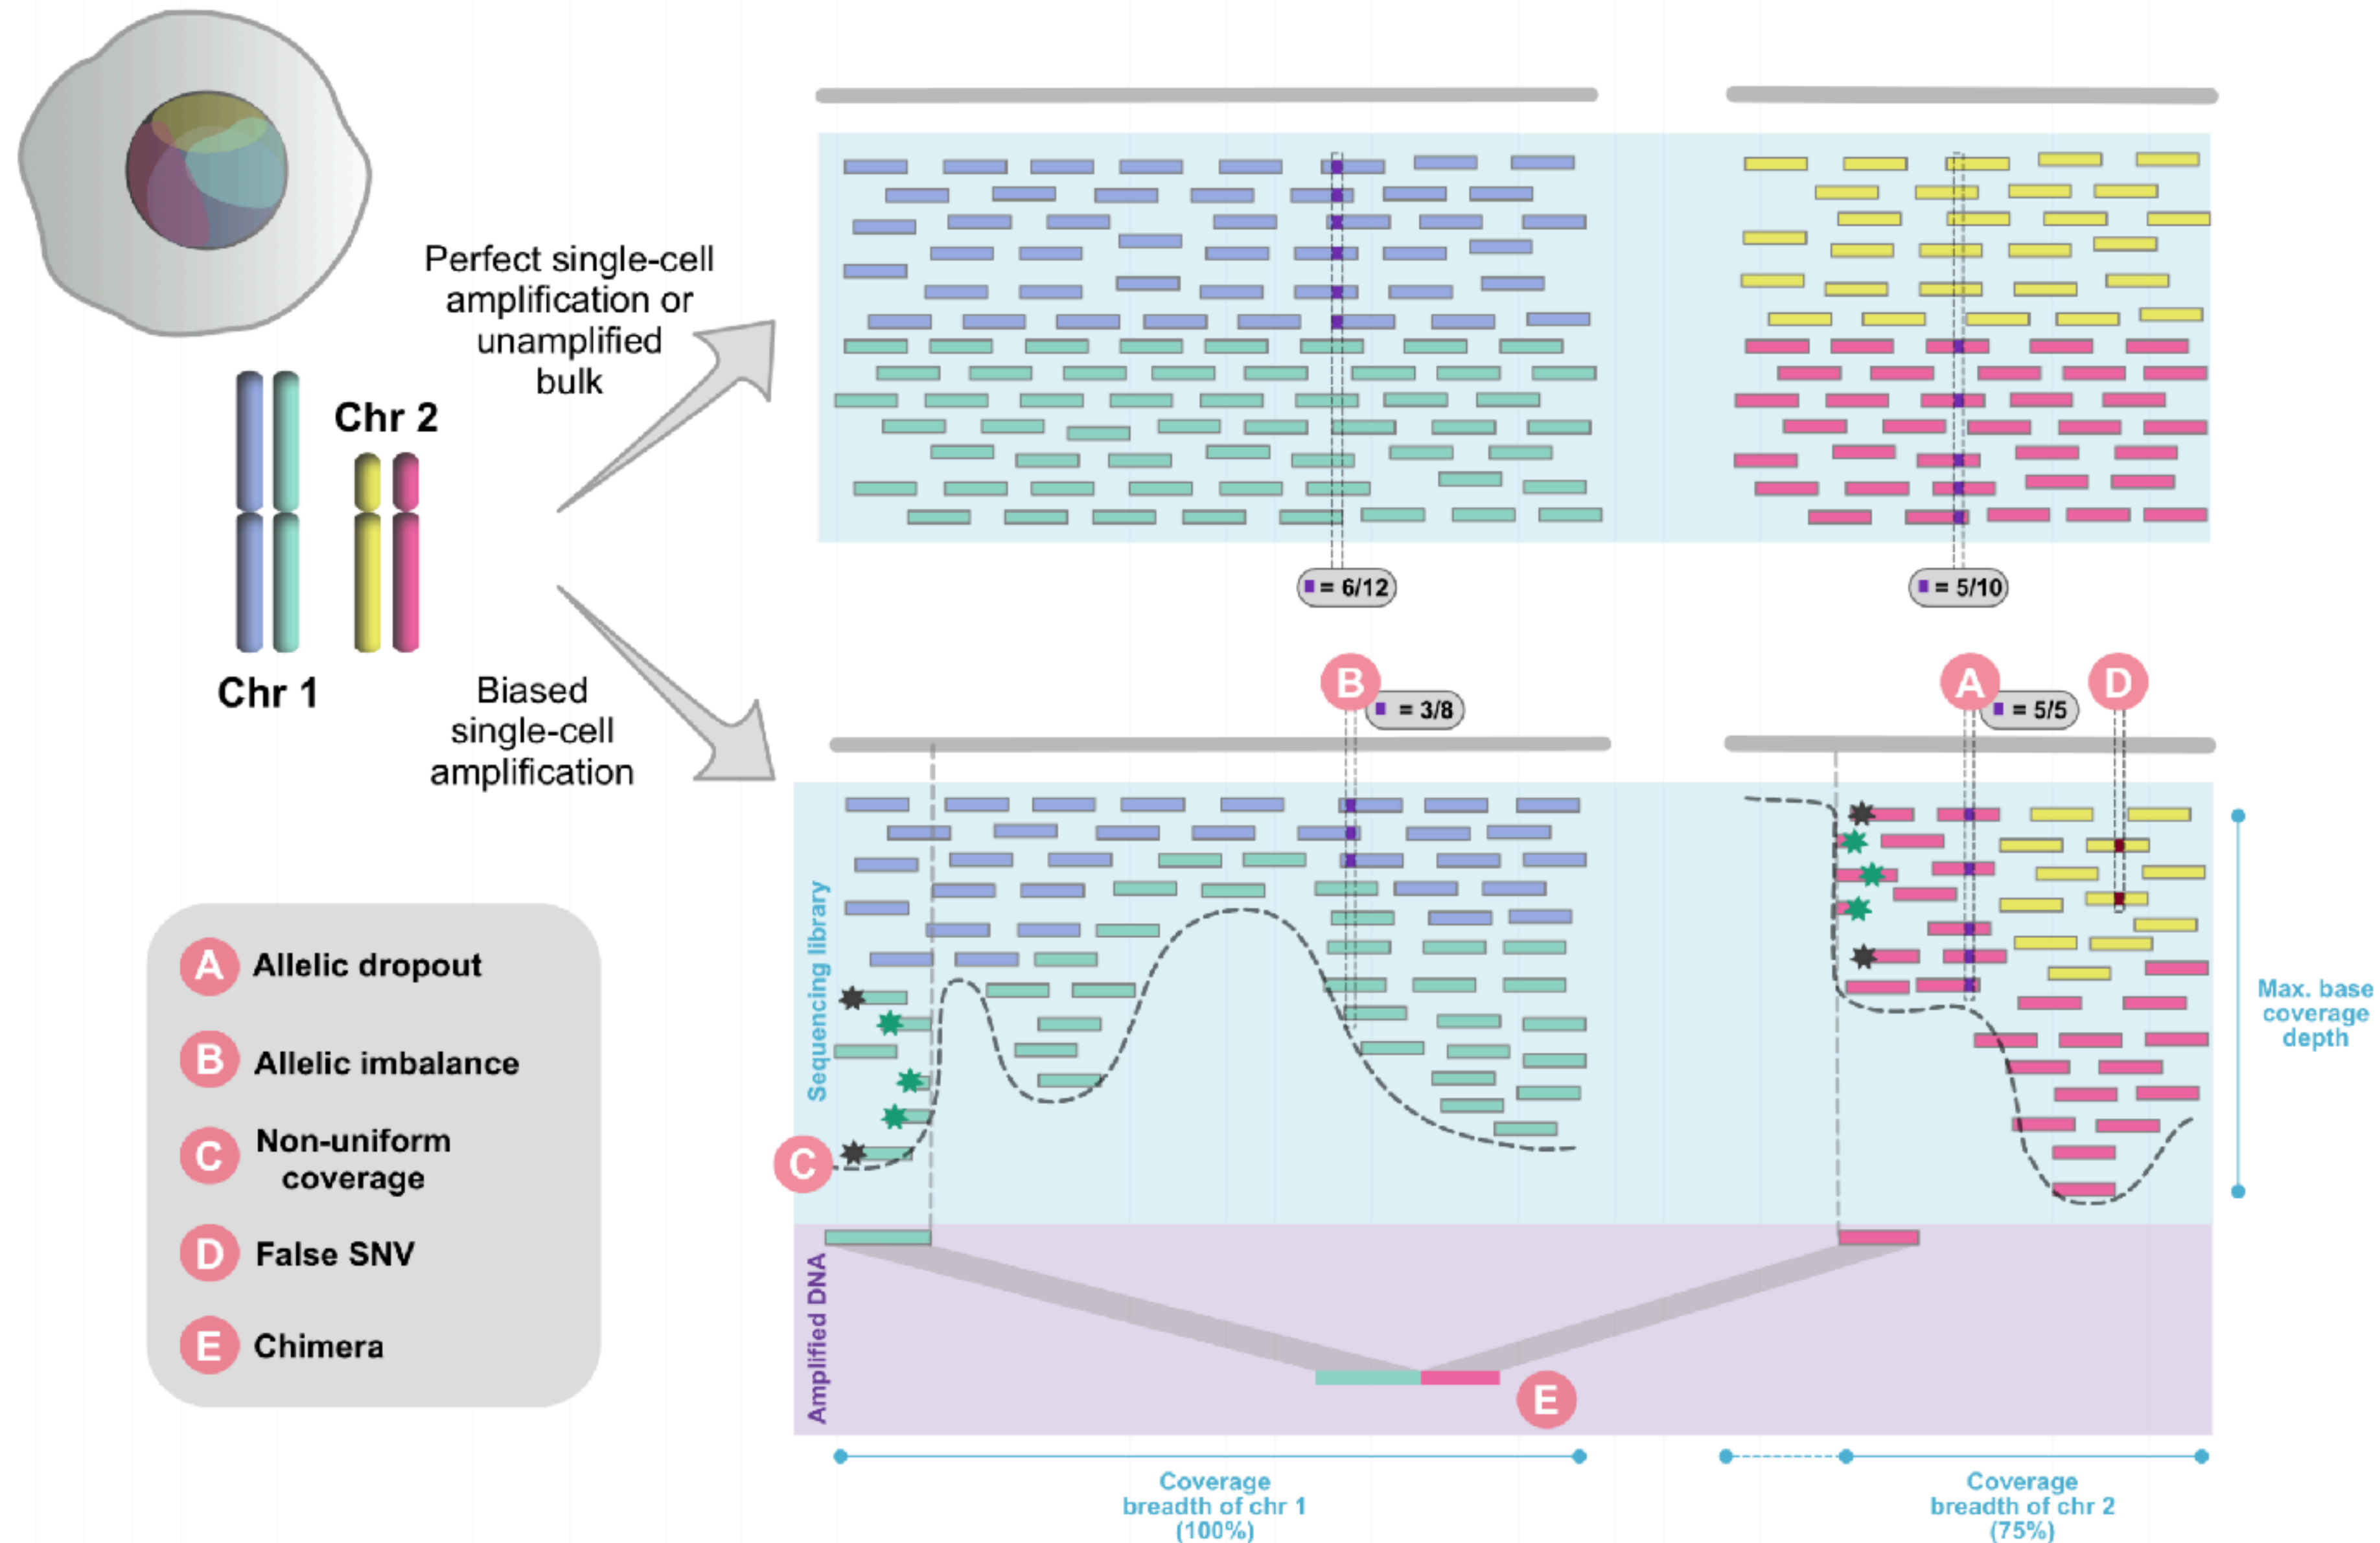 Perfect single-cell
amplification or
unamplified
bulk
Chr 2
Chr 1
Biased
single-cell
amplification
= 6/12
= 5/10
B
= 3/8
A
= 5/5
D
A Allelic dropout
B Allelic imbalance
C Non-uniform
coverage
D False SNV
E Chimera
Sequencing library
C
Max. base
coverage
depth
Amplified DNA
E
Coverage
breadth of chr 1
(100%)
Coverage
breadth of chr 2
(75%)